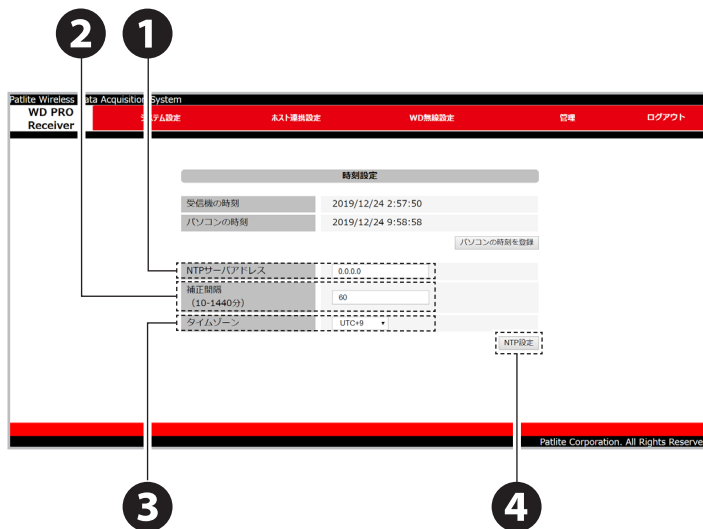 2 1
Patlite Wireless Data Acquisition System
WD PRO
Receiver
システム設定 ホスト連携設定 WD無線設定 管理 ログアウト
時刻設定
受信機の時刻 2019/12/24 2:57:50
パソコンの時刻 2019/12/24 9:58:58
パソコンの時刻を登録
NTPサーバアドレス 0.0.0.0
補正間隔
(10-1440分) 60
タイムゾーン UTC+9
NTP設定
Patlite Corporation. All Rights Reserve
3 4